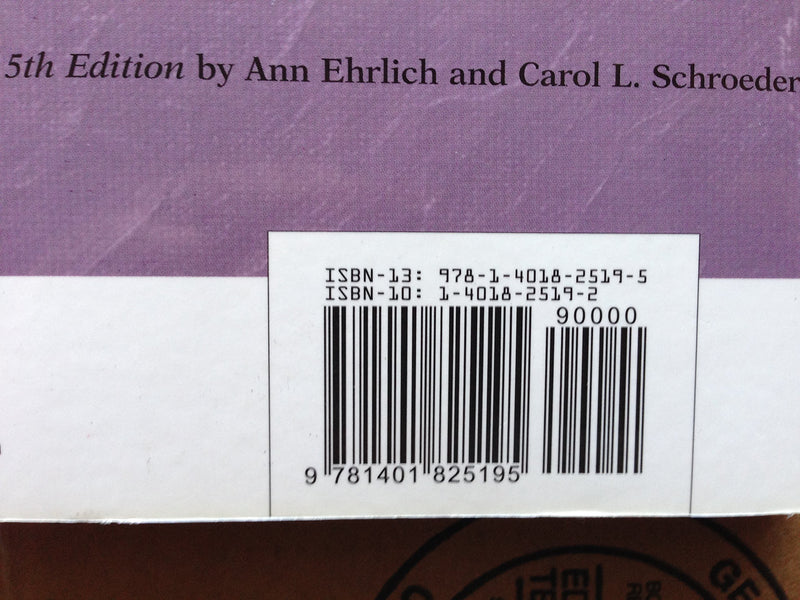 5th Edition by Ann Ehrlich and Carol L. Schroeder
ISBN-13: 978-1-4018-2519-5
ISBN-10: 1-4018-2519-2
90000
9 781401 825195